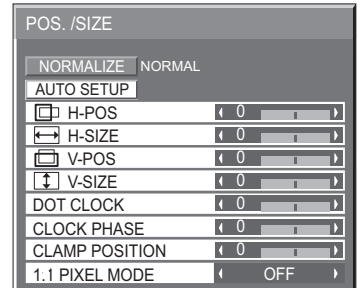 POS. /SIZE
NORMALIZE NORMAL
AUTO SETUP
H-POS 0
H-SIZE 0
V-POS 0
V-SIZE 0
DOT CLOCK 0
CLOCK PHASE 0
CLAMP POSITION 0
1:1 PIXEL MODE OFF